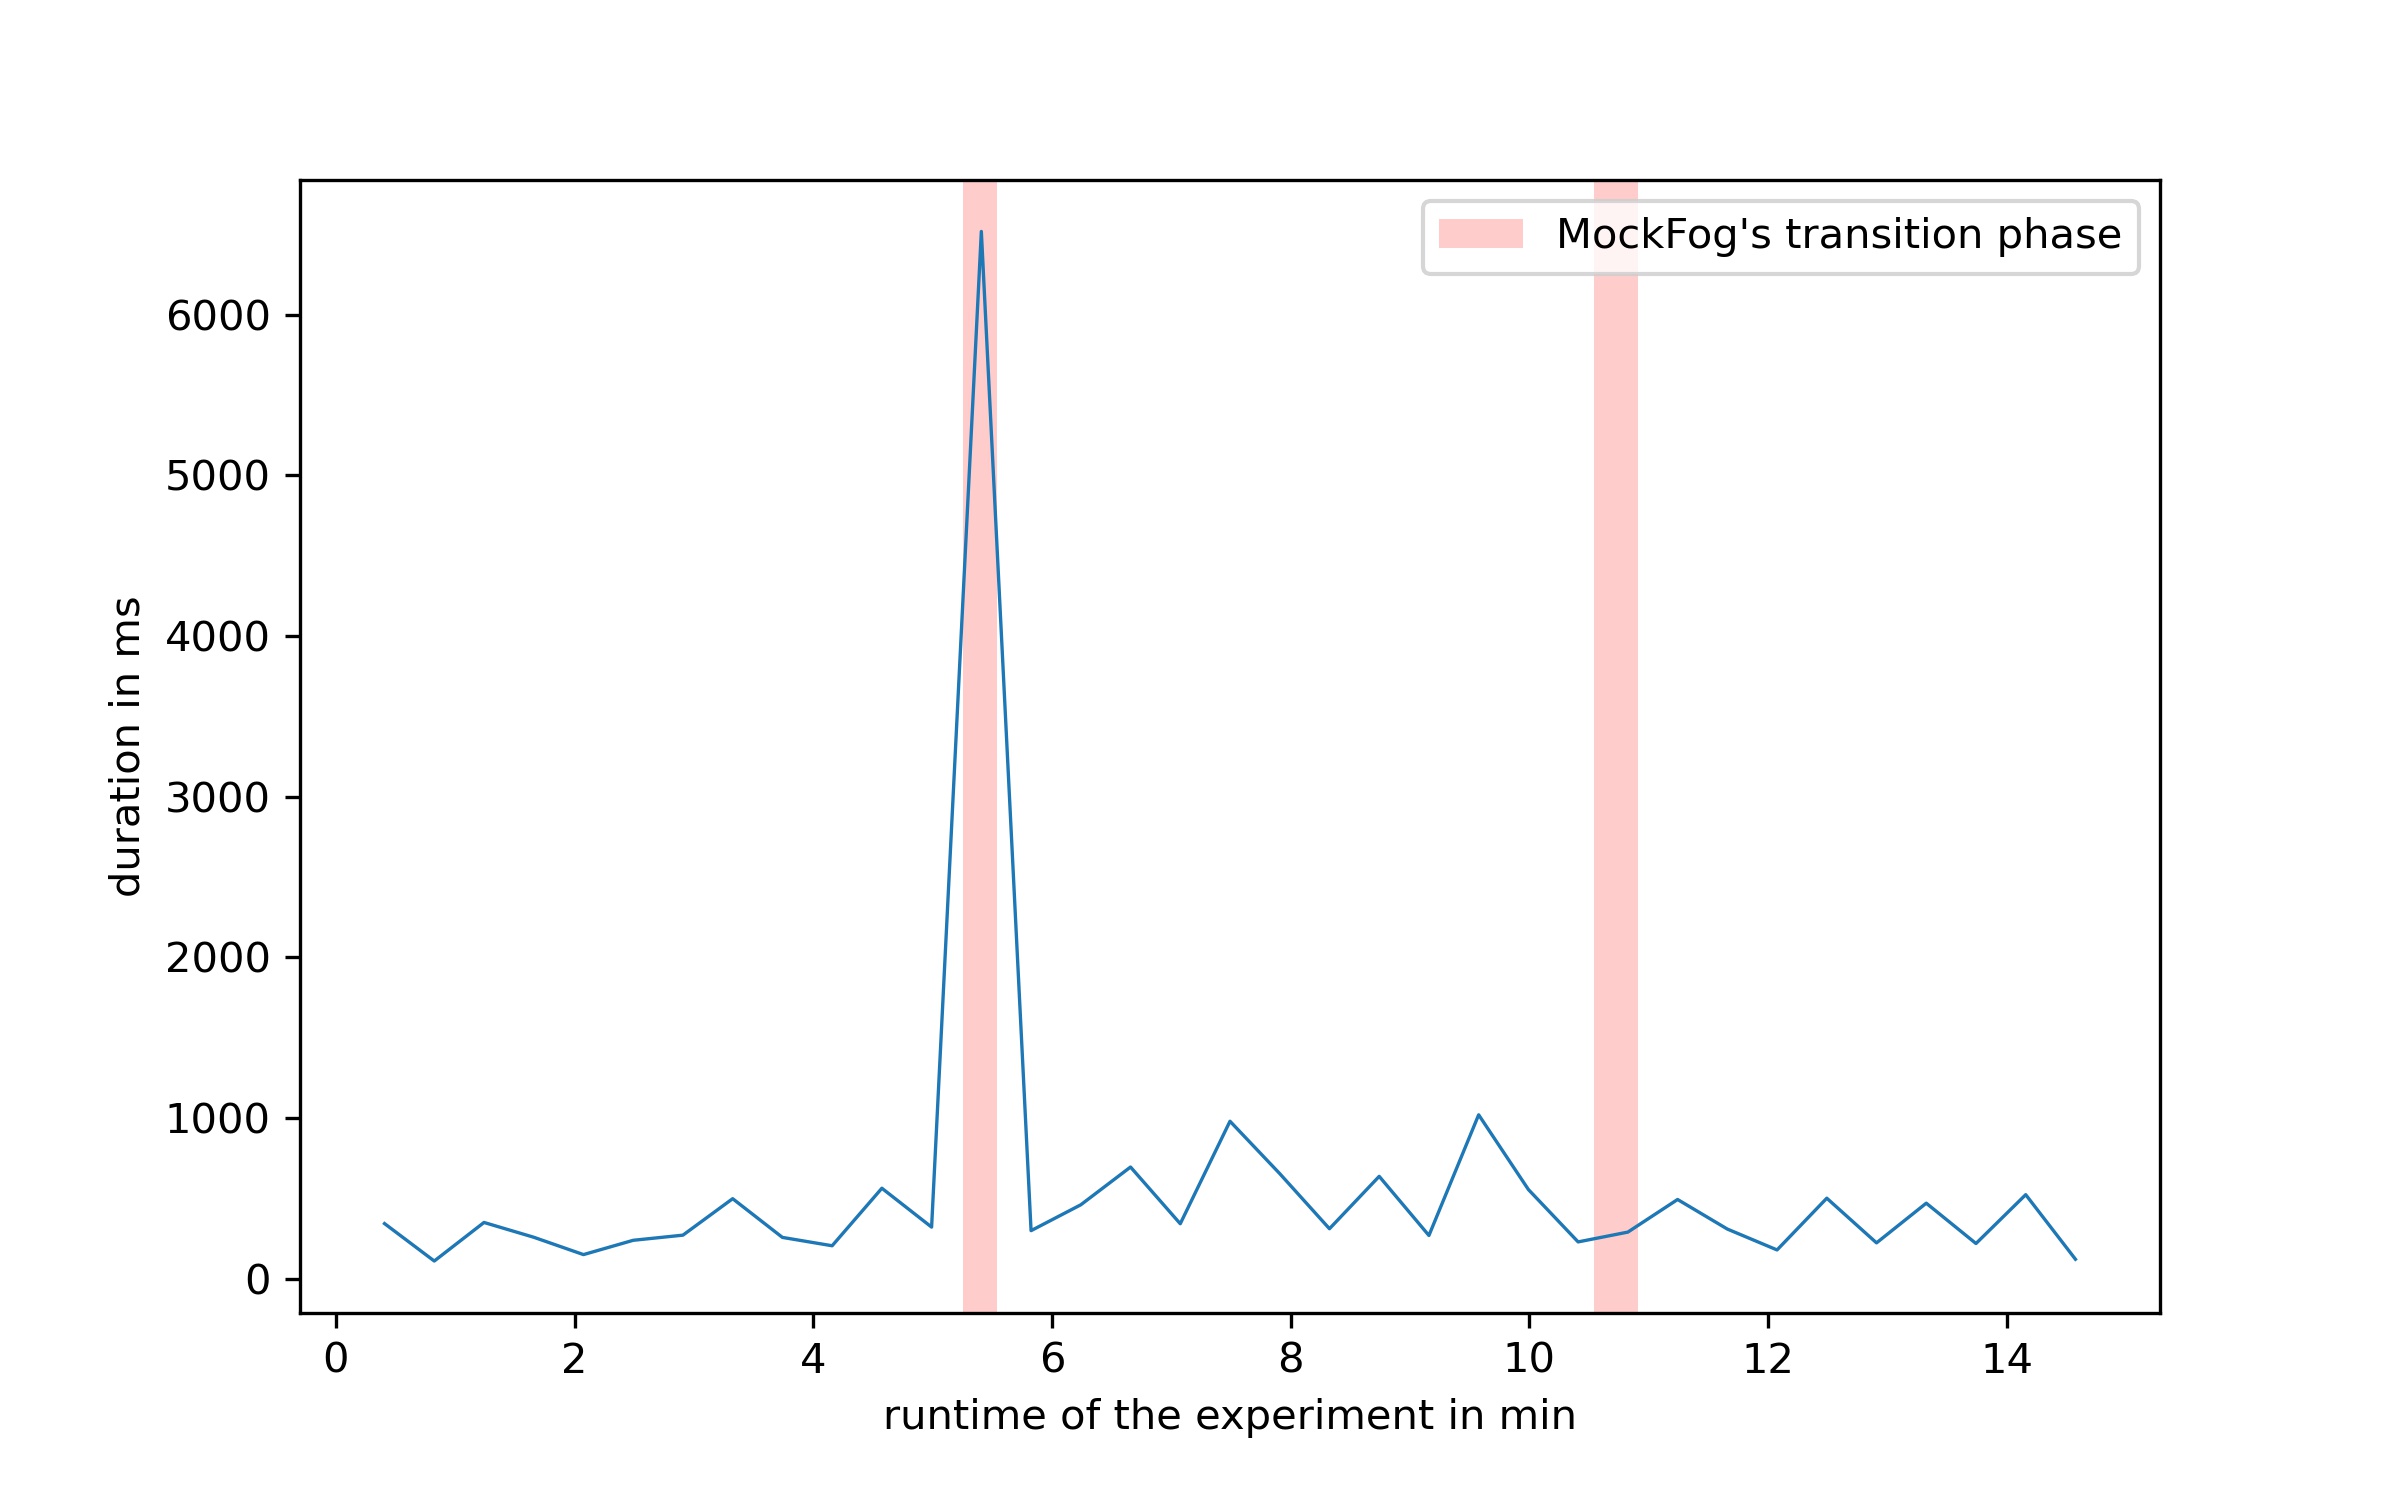 MockFog's transition phase
6000
5000
4000
3000
2000
1000
0
duration in ms
0 2 4 6 8 10 12 14
runtime of the experiment in min